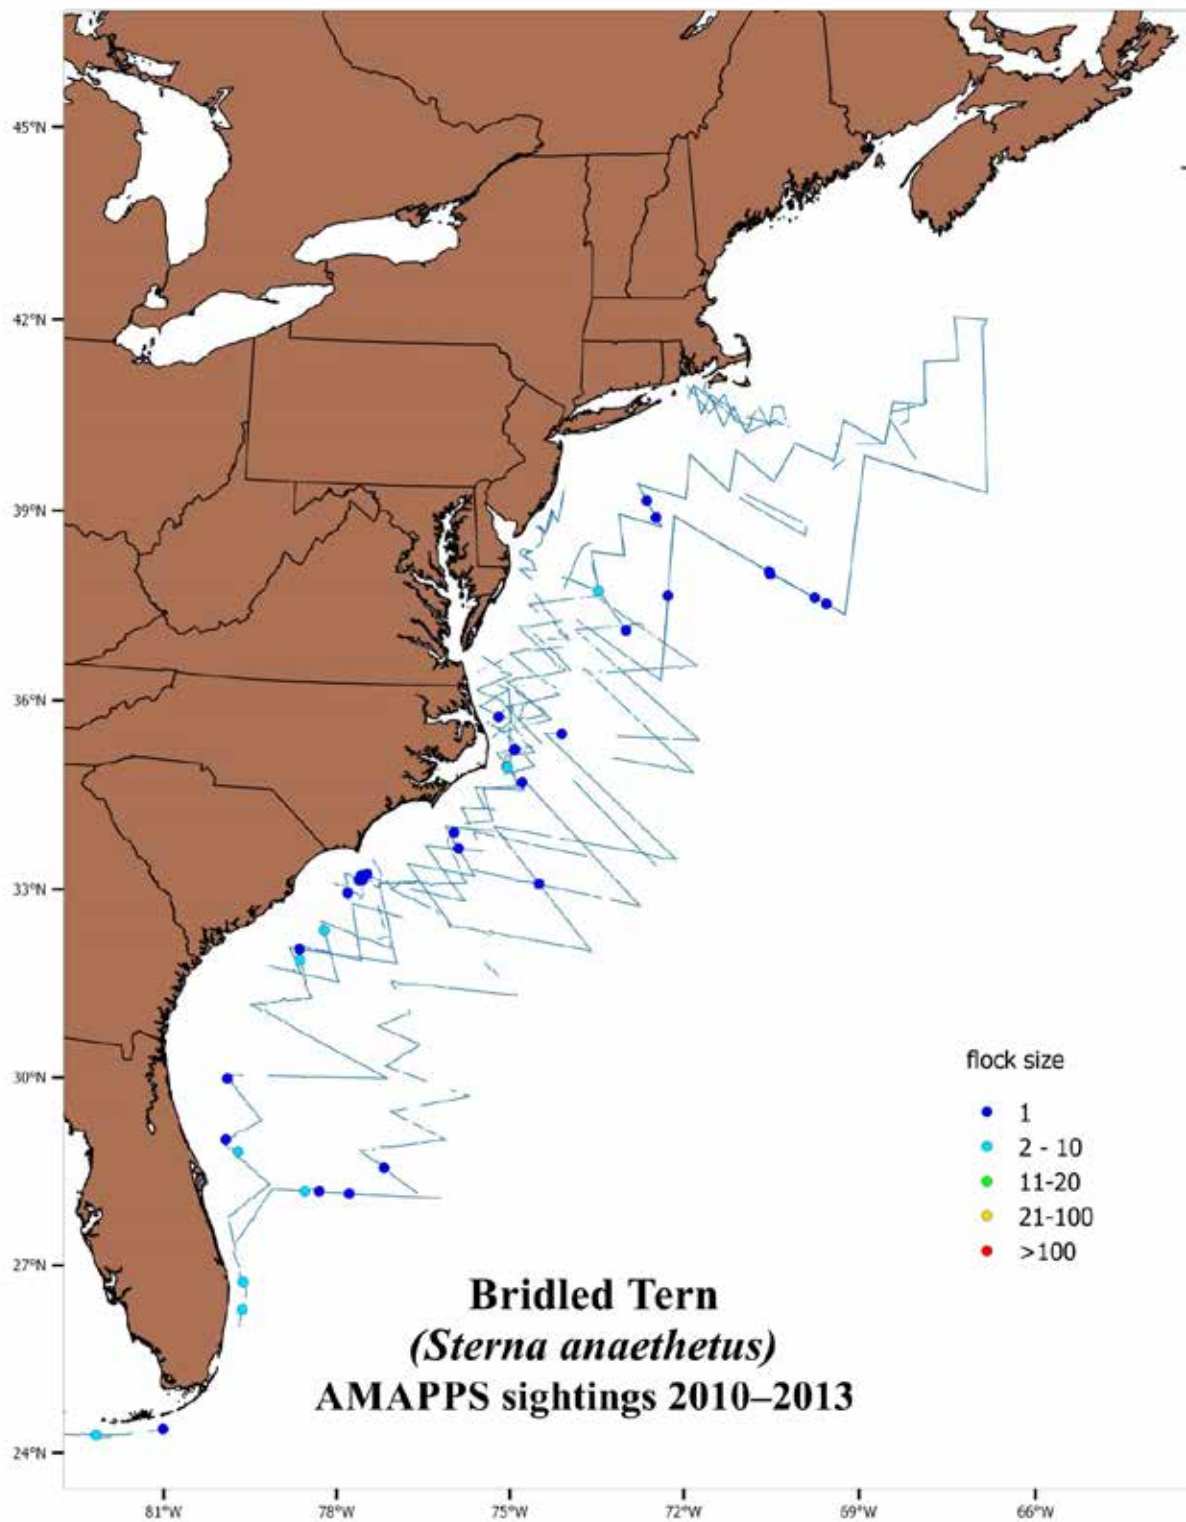 45°N
42°N
39°N
36°N
33°N
30°N
27°N
24°N
flock size
1
2 - 10
11-20
21-100
>100
Bridled Tern
(Sterna anaethetus)
AMAPPS sightings 2010–2013
81°W 78°W 75°W 72°W 69°W 66°W